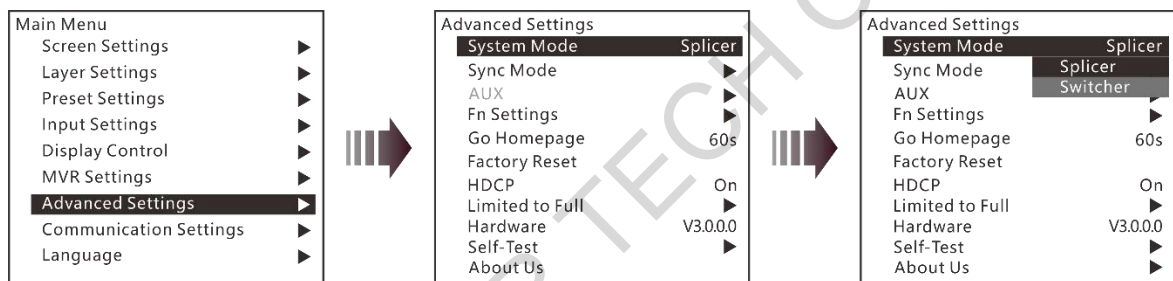 Main Menu
Screen Settings
Layer Settings
Preset Settings
Input Settings
Display Control
MVR Settings
Advanced Settings
Communication Settings
Language
Advanced Settings
System Mode Splicer
Sync Mode
AUX
Fn Settings
Go Homepage 60s
Factory Reset
HDCP On
Limited to Full
Hardware V3.0.0.0
Self-Test
About Us
Advanced Settings
System Mode Splicer
Sync Mode Splicer
AUX Switcher
Fn Settings
Go Homepage 60s
Factory Reset
HDCP On
Limited to Full
Hardware V3.0.0.0
Self-Test
About Us
TECH